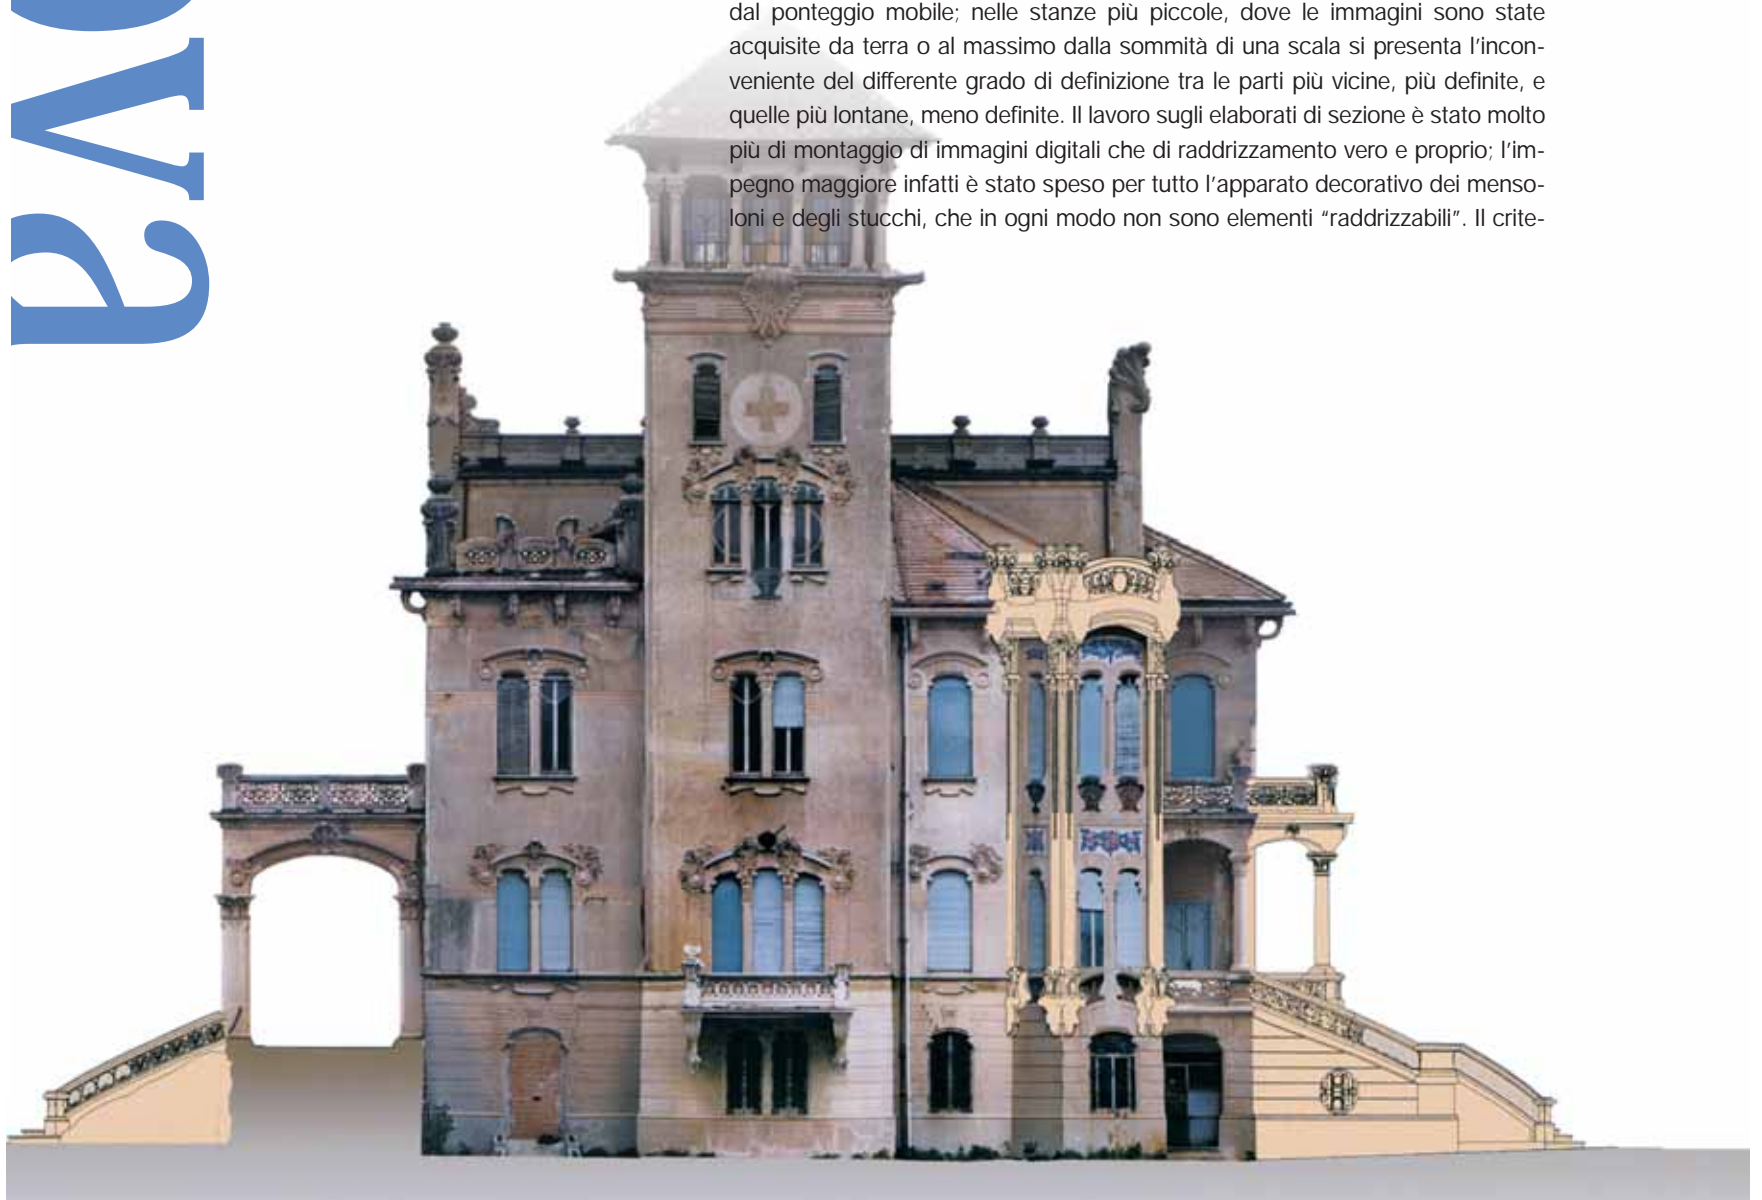 ova
dal ponteggio mobile; nelle stanze più piccole, dove le immagini sono state
acquisite da terra o al massimo dalla sommità di una scala si presenta l'incon-
veniente del differente grado di definizione tra le parti più vicine, più definite, e
quelle più lontane, meno definite. Il lavoro sugli elaborati di sezione è stato molto
più di montaggio di immagini digitali che di raddrizzamento vero e proprio; l'im-
pegno maggiore infatti è stato speso per tutto l'apparato decorativo dei menso-
loni e degli stucchi, che in ogni modo non sono elementi “raddrizzabili”. Il crite-